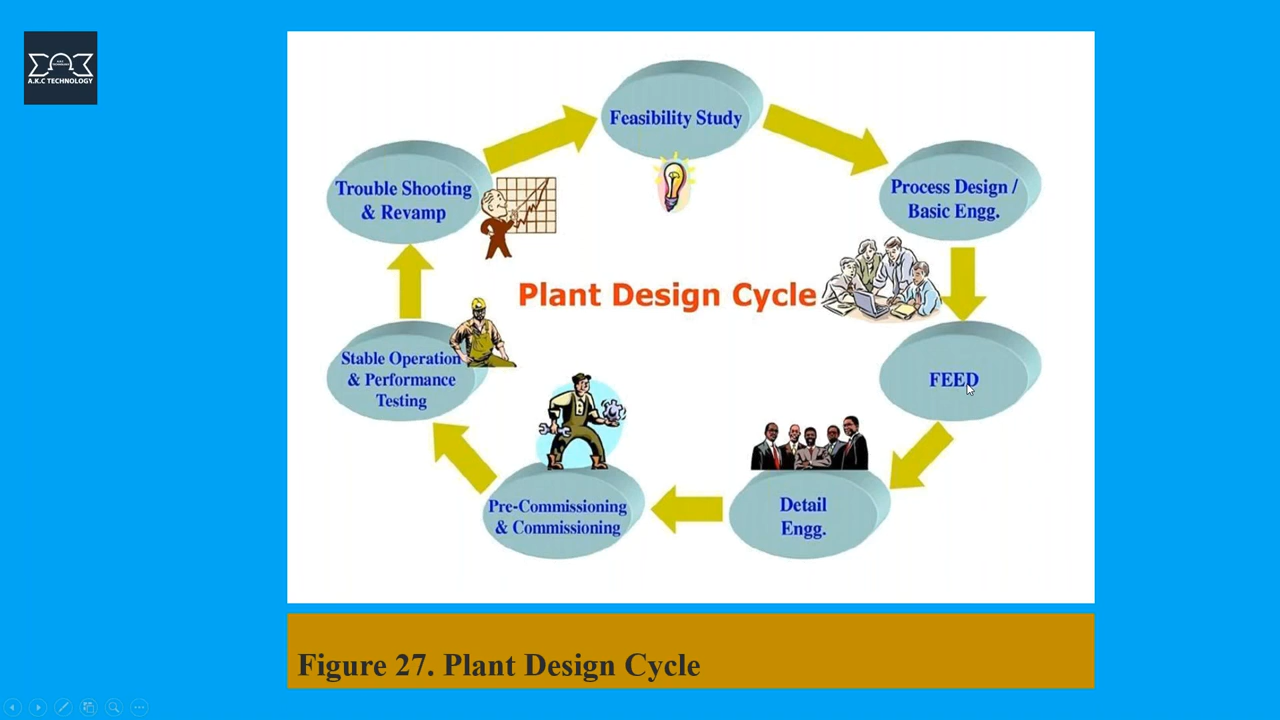 A.K.C TECHNOLOGY
Feasibility Study
Process Design /
Basic Engg.
FEED
Detail
Engg.
Pre-Commissioning
& Commissioning
Stable Operation
& Performance
Testing
Trouble Shooting
& Revamp
Plant Design Cycle
Figure 27. Plant Design Cycle